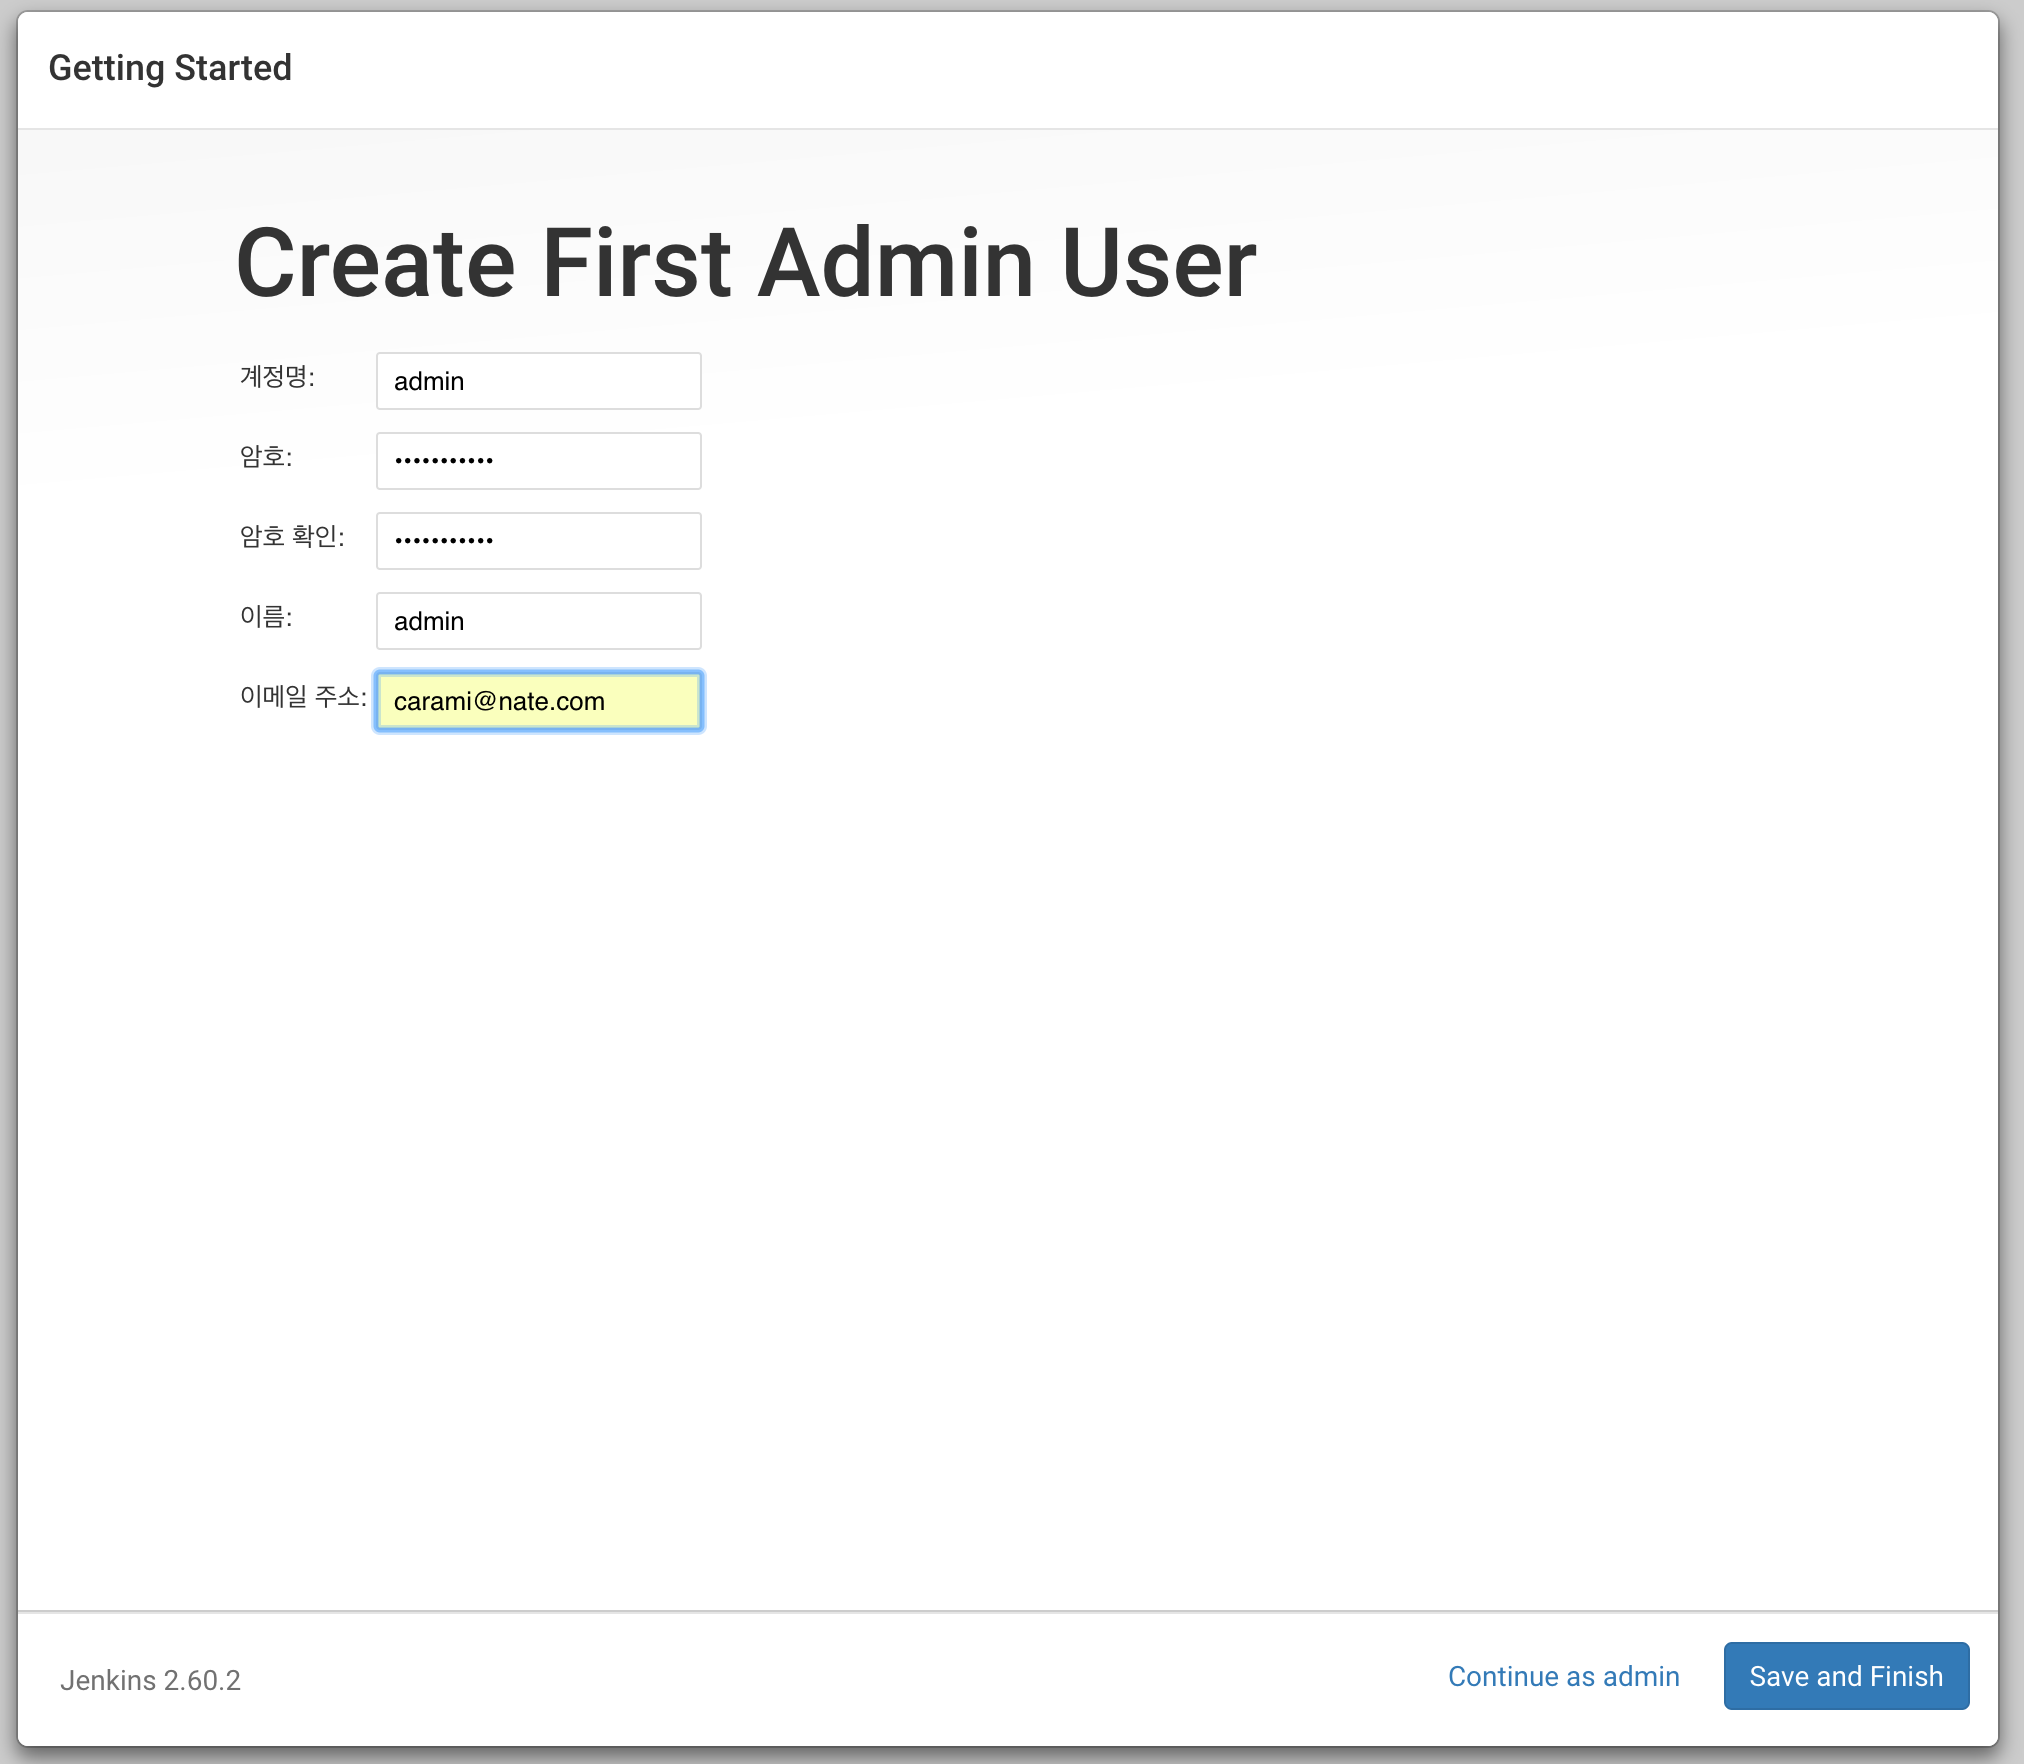 Getting Started
Create First Admin User
계정명: admin
암호: •••••••••••
암호 확인: •••••••••••
이름: admin
이메일 주소: carami@nate.com
Jenkins 2.60.2 Continue as admin Save and Finish